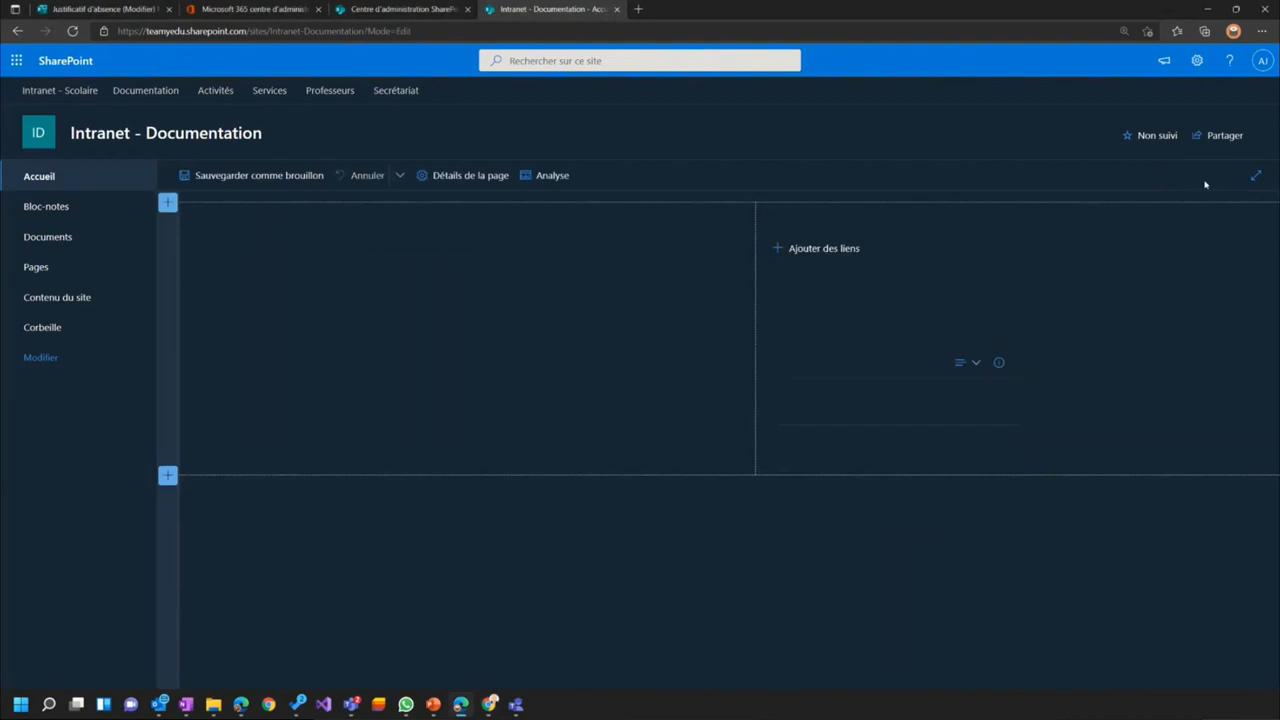 Justificatif d'absence (Modifier)
Microsoft 365 centre d'adminis
Centre d'administration SharePo
Intranet - Documentation - Accu
https://teamyedu.sharepoint.com/sites/Intranet-Documentation?Mode=Edit
SharePoint
Rechercher sur ce site
AJ
Intranet - Scolaire
Documentation
Activités
Services
Professeurs
Secrétariat
ID
Intranet - Documentation
Non suivi
Partager
Accueil
Sauvegarder comme brouillon
Annuler
Détails de la page
Analyse
Bloc-notes
Documents
Pages
Contenu du site
Corbeille
Modifier
Ajouter des liens